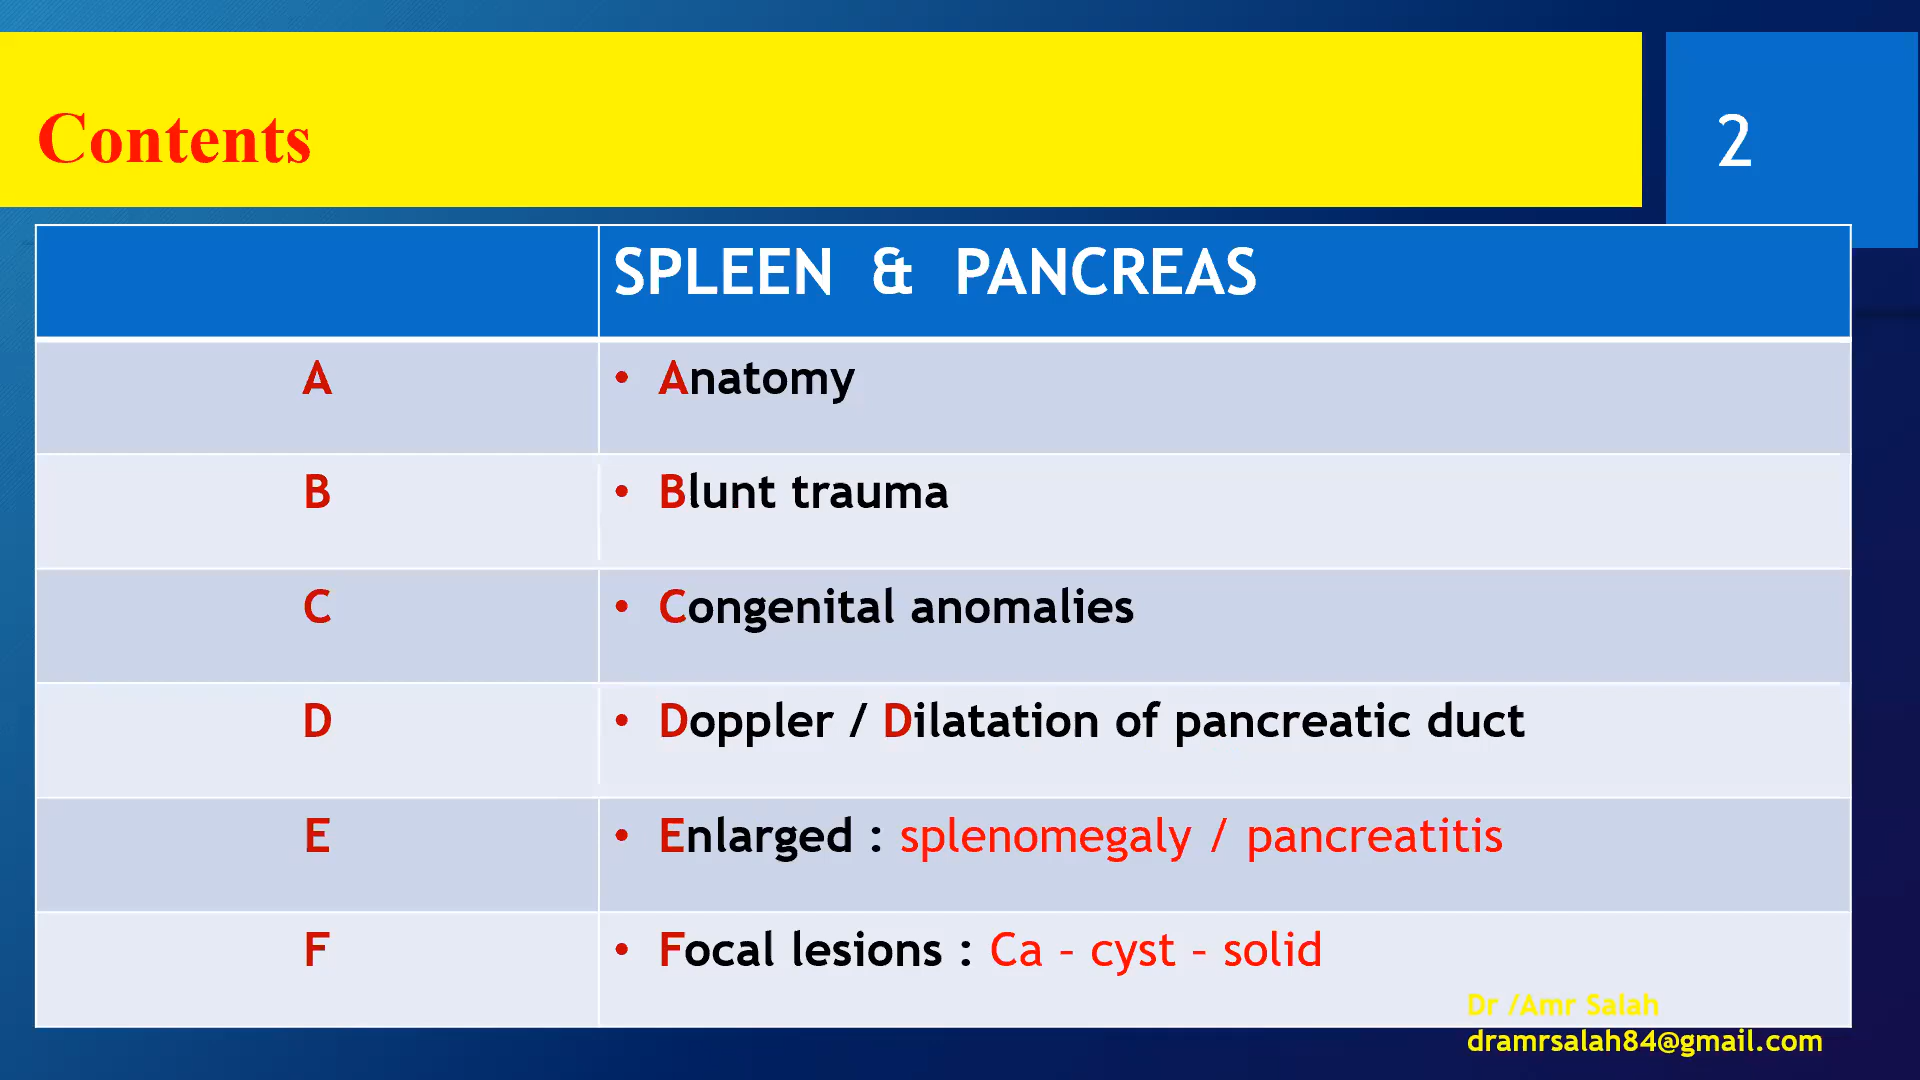 Contents
2
SPLEEN & PANCREAS
A
• Anatomy
B
• Blunt trauma
C
• Congenital anomalies
D
• Doppler / Dilatation of pancreatic duct
E
• Enlarged : splenomegaly / pancreatitis
F
• Focal lesions : Ca – cyst – solid
Dr /Amr Salah
dramrsalah84@gmail.com